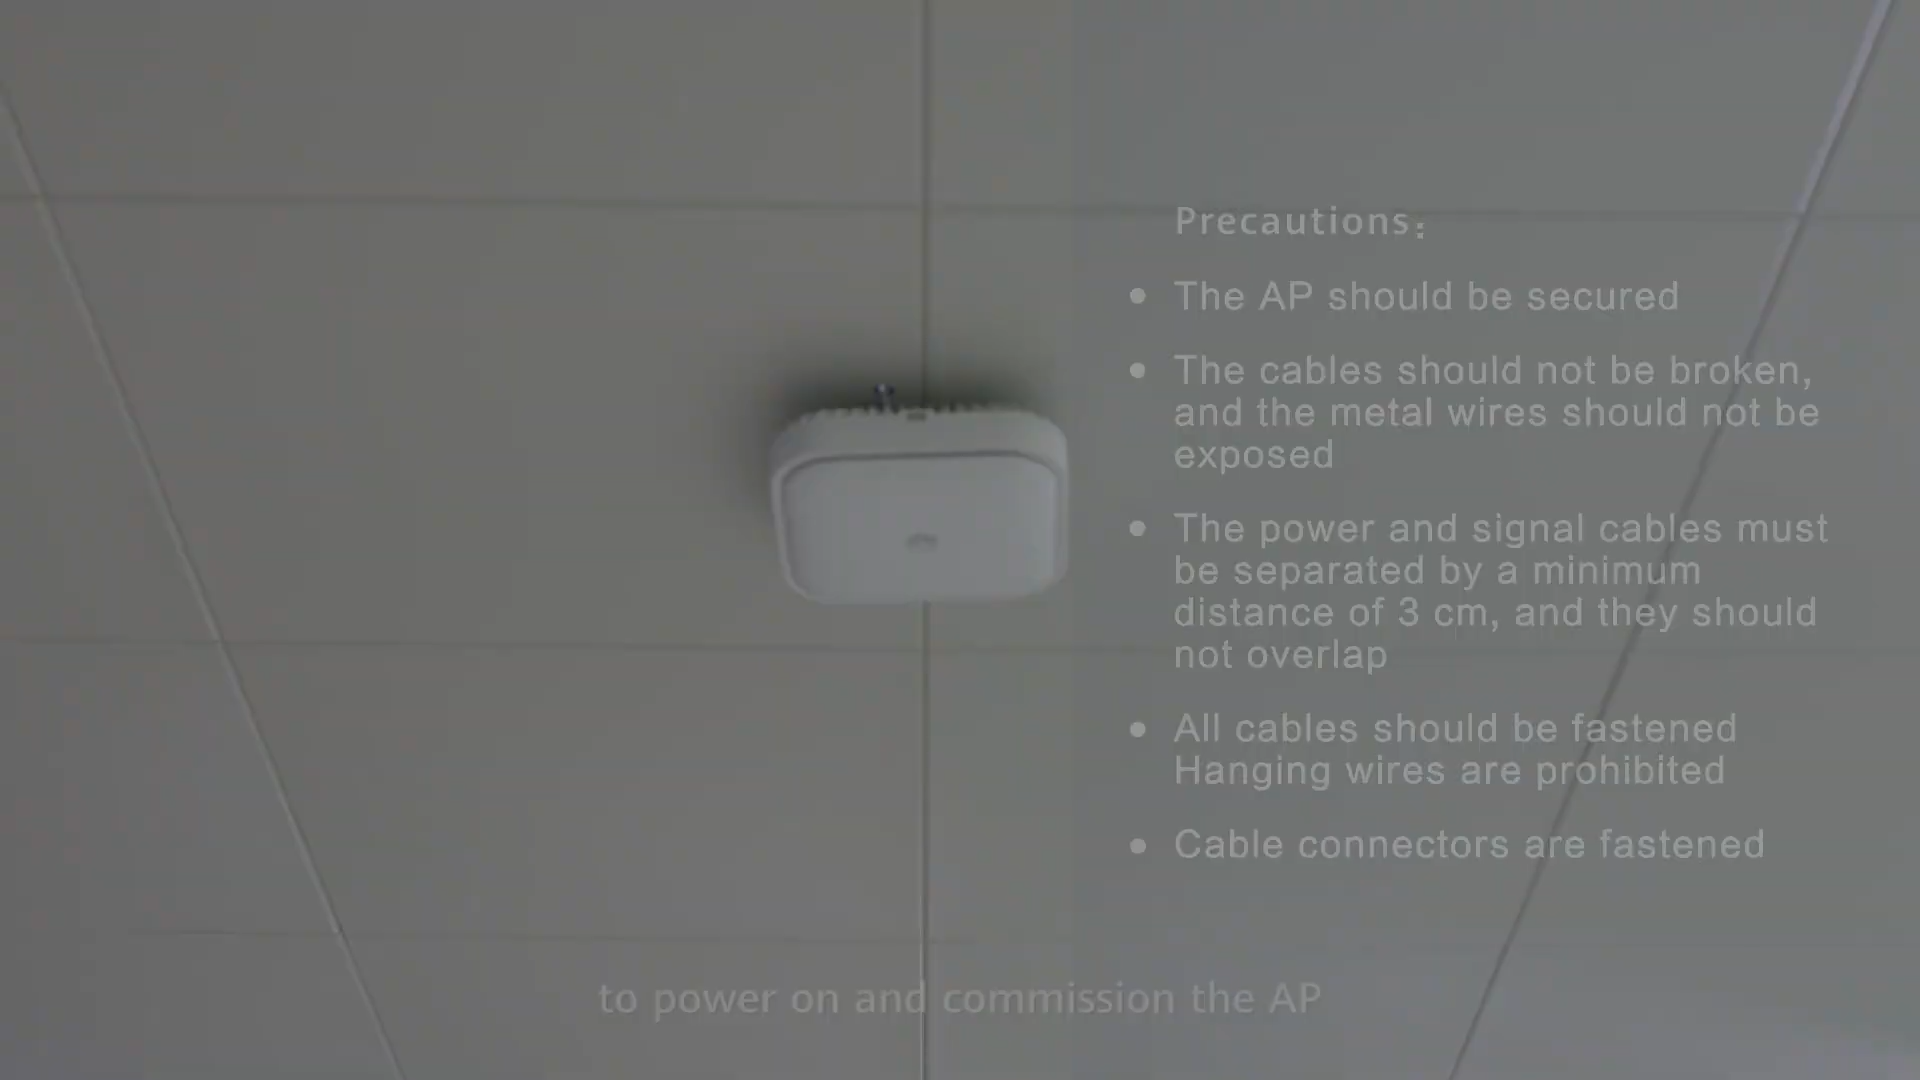 Precautions：
• The AP should be secured
• The cables should not be broken,
and the metal wires should not be
exposed
• The power and signal cables must
be separated by a minimum
distance of 3 cm, and they should
not overlap
• All cables should be fastened
Hanging wires are prohibited
• Cable connectors are fastened
to power on and commission the AP